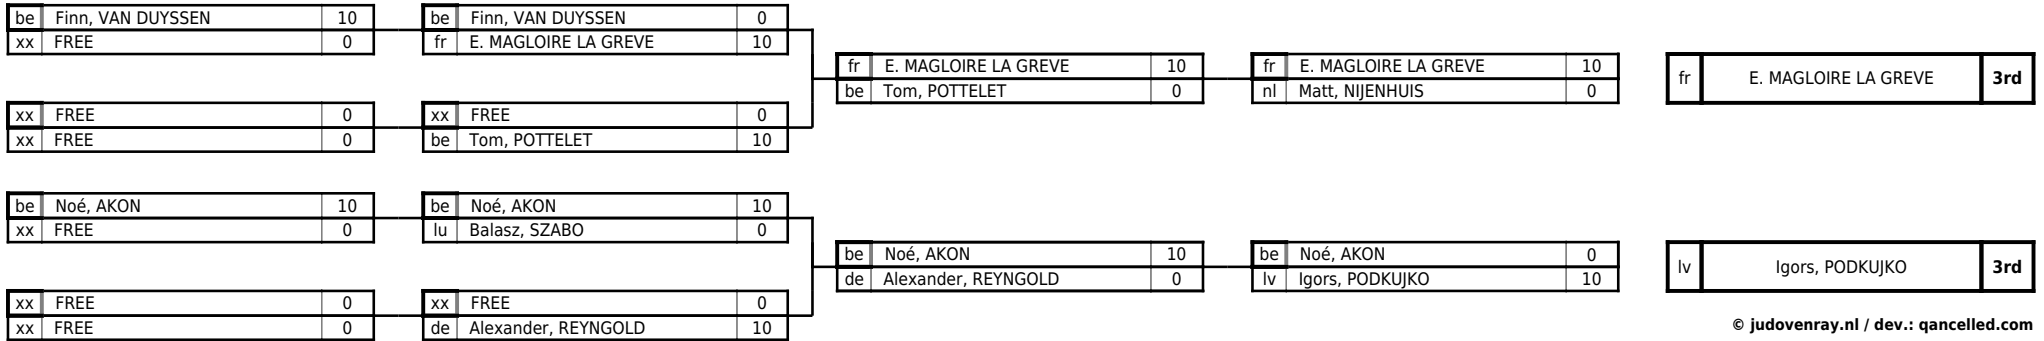 be Finn, VAN DUYSSEN 10 be Finn, VAN DUYSSEN 0
xx FREE 0 fr E. MAGLOIRE LA GREVE 10
fr E. MAGLOIRE LA GREVE 10 fr E. MAGLOIRE LA GREVE 10
fr E. MAGLOIRE LA GREVE 3rd
be Tom, POTTELET 0 nl Matt, NIJENHUIS 0
xx FREE 0 xx FREE 0
xx FREE 0 be Tom, POTTELET 10
be Noé, AKON 10 be Noé, AKON 10
xx FREE 0 lu Balasz, SZABO 0
be Noé, AKON 10 be Noé, AKON 0
lv Igors, PODKUJKO 3rd
de Alexander, REYNGOLD 0 lv Igors, PODKUJKO 10
xx FREE 0 xx FREE 0
xx FREE 0 de Alexander, REYNGOLD 10
© judovenray.nl / dev.: qancelled.com